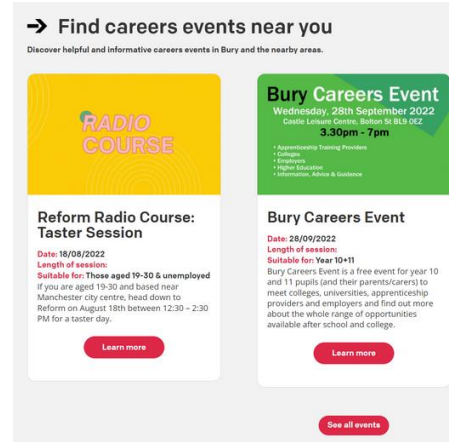 → Find careers events near you
Discover helpful and informative careers events in Bury and the nearby areas.
RADIO
COURSE
Reform Radio Course:
Taster Session
Date: 18/08/2022
Length of session:
Suitable for: Those aged 19-30 & unemployed
If you are aged 19-30 and based near
Manchester city centre, head down to
Reform on August 18th between 12:30 – 2:30
PM for a taster day.
Learn more
Bury Careers Event
Wednesday, 28th September 2022
Castle Leisure Centre, Bolton St BL9 0EZ
3.30pm - 7pm
• Apprenticeship Training Providers
• Colleges
• Employers
• Higher Education
• Information, Advice & Guidance
Bury Careers Event
Date: 28/09/2022
Length of session:
Suitable for: Year 10+11
Bury Careers Event is a free event for year 10
and 11 pupils (and their parents/carers) to
meet colleges, universities, apprenticeship
providers and employers and find out more
about the whole range of opportunities
available after school and college.
Learn more
See all events